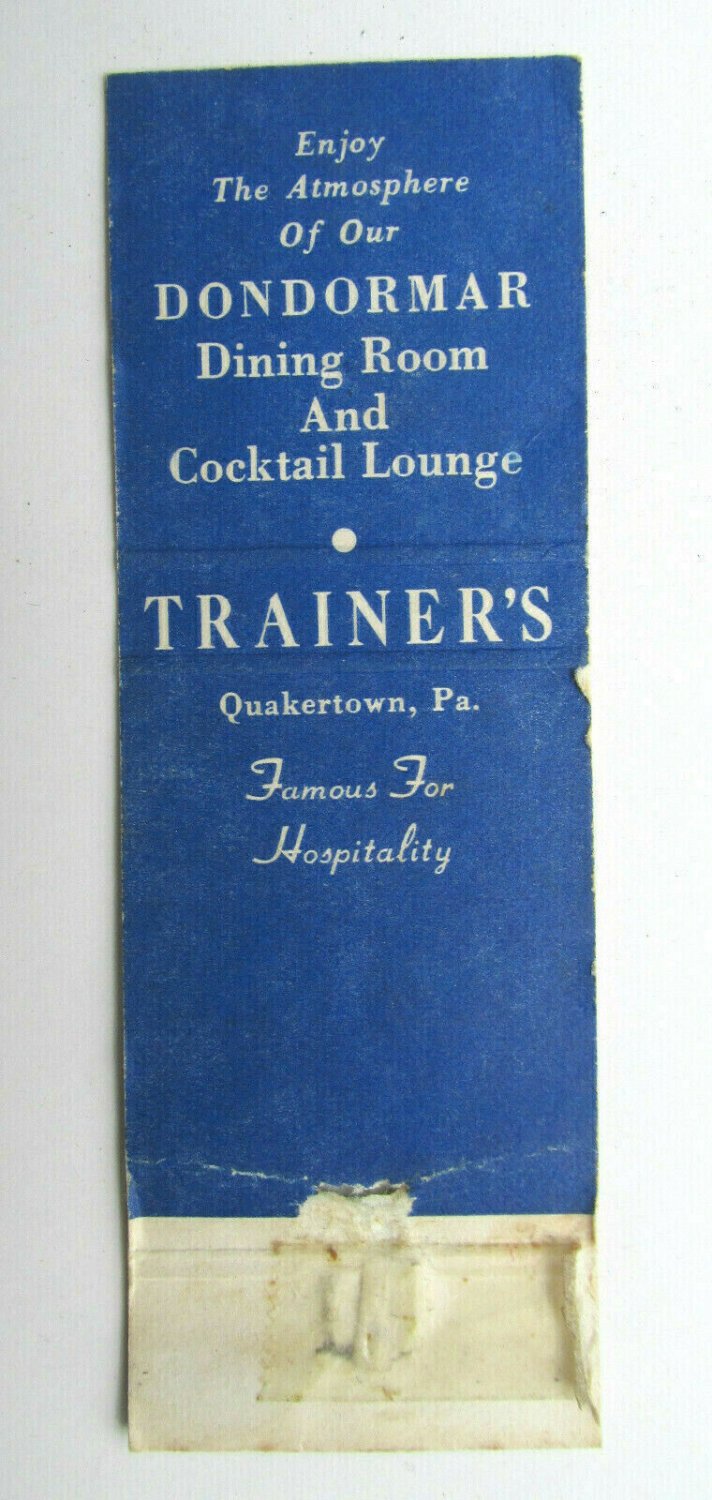 Enjoy
The Atmosphere
Of Our
DONDORMAR
Dining Room
And
Cocktail Lounge
TRAINER'S
Quakertown, Pa.
Famous For
Hospitality